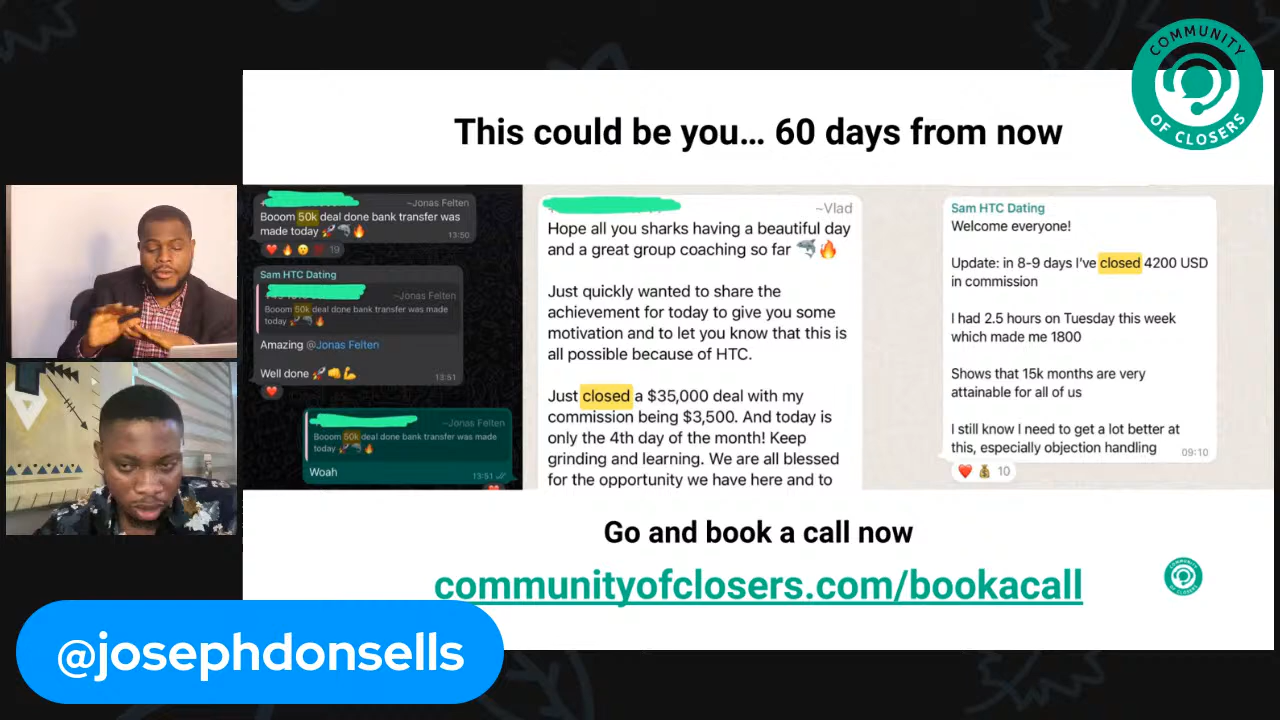 COMMUNITY
OF CLOSERS
This could be you... 60 days from now
~Jonas Felten
Booom 50k deal done bank transfer was
made today 🚀🦈🔥
13:50
❤️🔥😮💯 19
Sam HTC Dating
~Jonas Felten
Booom 50k deal done bank transfer was made
today 🚀🦈🔥
Amazing @Jonas Felten
Well done 🚀👊💪
13:51
~Jonas Felten
Booom 50k deal done bank transfer was made
today 🚀🦈🔥
Woah
13:51
~Vlad
Hope all you sharks having a beautiful day
and a great group coaching so far 🦈🔥
Just quickly wanted to share the
achievement for today to give you some
motivation and to let you know that this is
all possible because of HTC.
Just closed a $35,000 deal with my
commission being $3,500. And today is
only the 4th day of the month! Keep
grinding and learning. We are all blessed
for the opportunity we have here and to
Sam HTC Dating
Welcome everyone!
Update: in 8-9 days I've closed 4200 USD
in commission
I had 2.5 hours on Tuesday this week
which made me 1800
Shows that 15k months are very
attainable for all of us
I still know I need to get a lot better at
this, especially objection handling
09:10
❤️💰 10
Go and book a call now
communityofclosers.com/bookacall
@josephdonsells